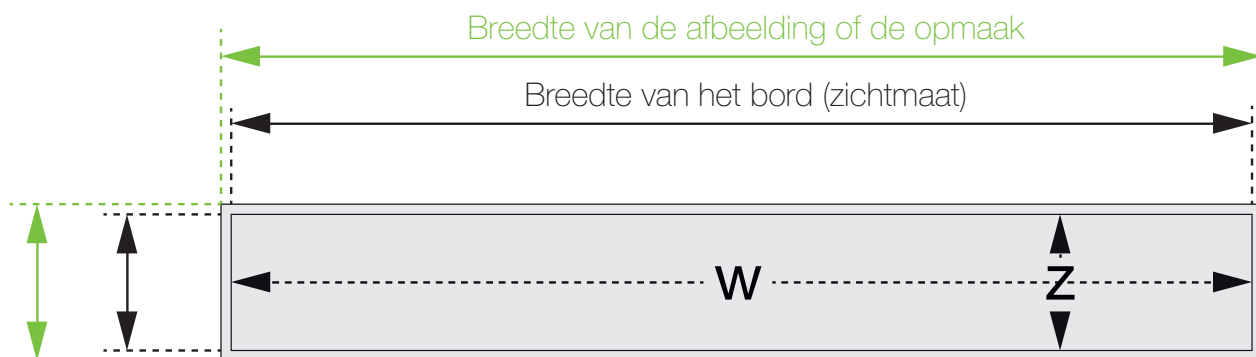 Breedte van de afbeelding of de opmaak
Breedte van het bord (zichtmaat)
W
Z